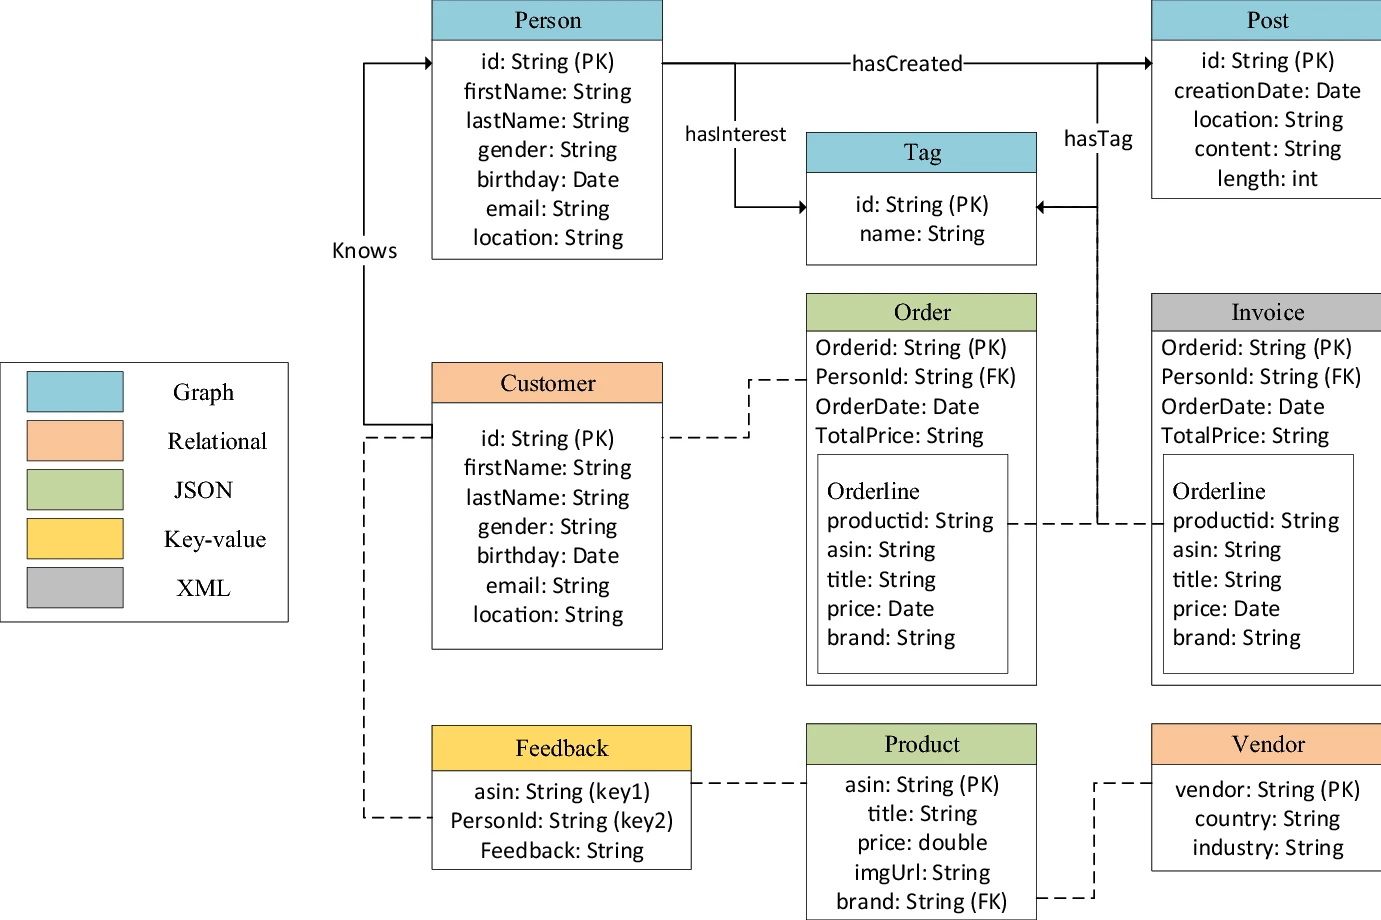 Person
id: String (PK)
firstName: String
lastName: String
gender: String
birthday: Date
email: String
location: String
hasCreated
hasInterest
hasTag
Knows
Post
id: String (PK)
creationDate: Date
location: String
content: String
length: int
Tag
id: String (PK)
name: String
Graph
Relational
JSON
Key-value
XML
Customer
id: String (PK)
firstName: String
lastName: String
gender: String
birthday: Date
email: String
location: String
Order
Orderid: String (PK)
PersonId: String (FK)
OrderDate: Date
TotalPrice: String
Orderline
productid: String
asin: String
title: String
price: Date
brand: String
Invoice
Orderid: String (PK)
PersonId: String (FK)
OrderDate: Date
TotalPrice: String
Orderline
productid: String
asin: String
title: String
price: Date
brand: String
Feedback
asin: String (key1)
PersonId: String (key2)
Feedback: String
Product
asin: String (PK)
title: String
price: double
imgUrl: String
brand: String (FK)
Vendor
vendor: String (PK)
country: String
industry: String